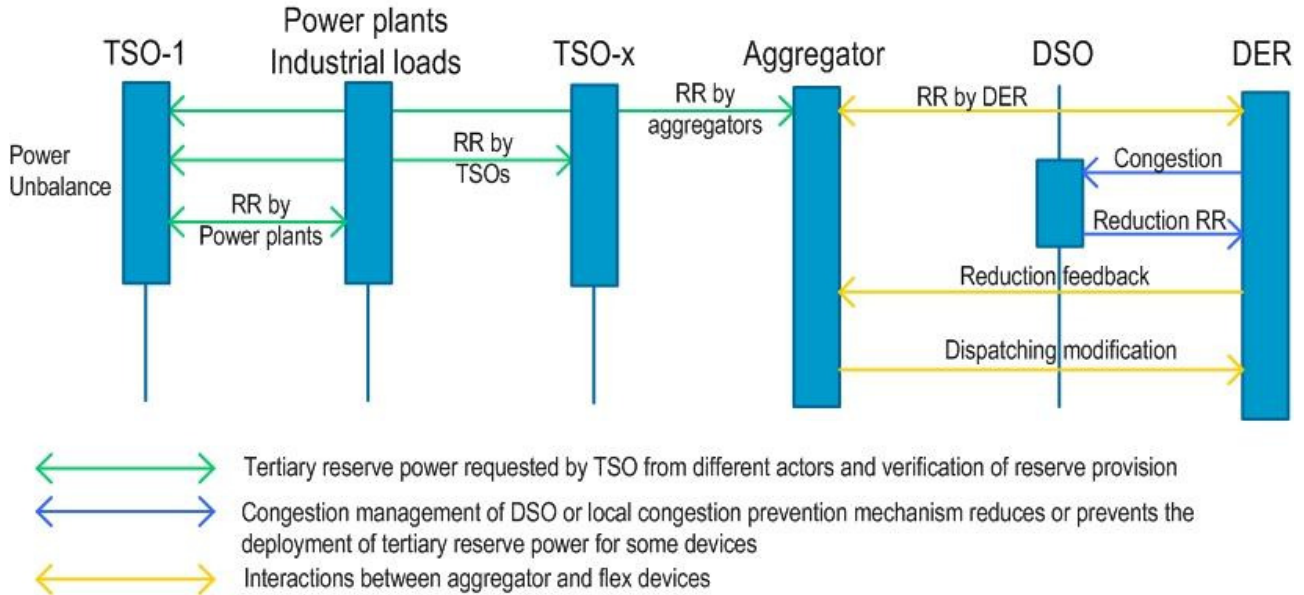 Power plants
Industrial loads
TSO-1
TSO-x
Aggregator
DSO
DER
RR by
aggregators
RR by DER
Power
Unbalance
RR by
TSOs
Congestion
RR by
Power plants
Reduction RR
Reduction feedback
Dispatching modification
Tertiary reserve power requested by TSO from different actors and verification of reserve provision
Congestion management of DSO or local congestion prevention mechanism reduces or prevents the
deployment of tertiary reserve power for some devices
Interactions between aggregator and flex devices